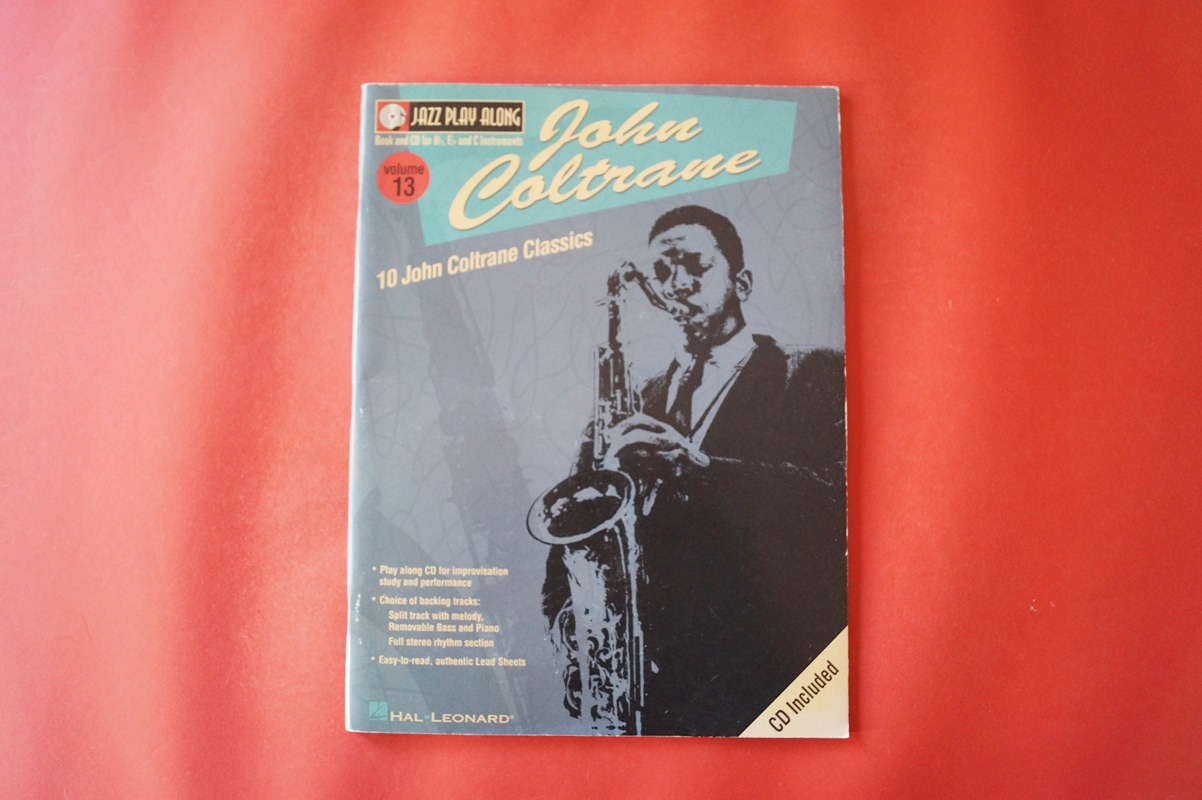 JAZZ PLAY ALONG
Book and CD for B♭, E♭ and C Instruments
volume
13
John
Coltrane
10 John Coltrane Classics
• Play along CD for improvisation
study and performance
• Choice of backing tracks:
Split track with melody,
Removable Bass and Piano
Full stereo rhythm section
• Easy-to-read, authentic Lead Sheets
HAL•LEONARD®
CD Included